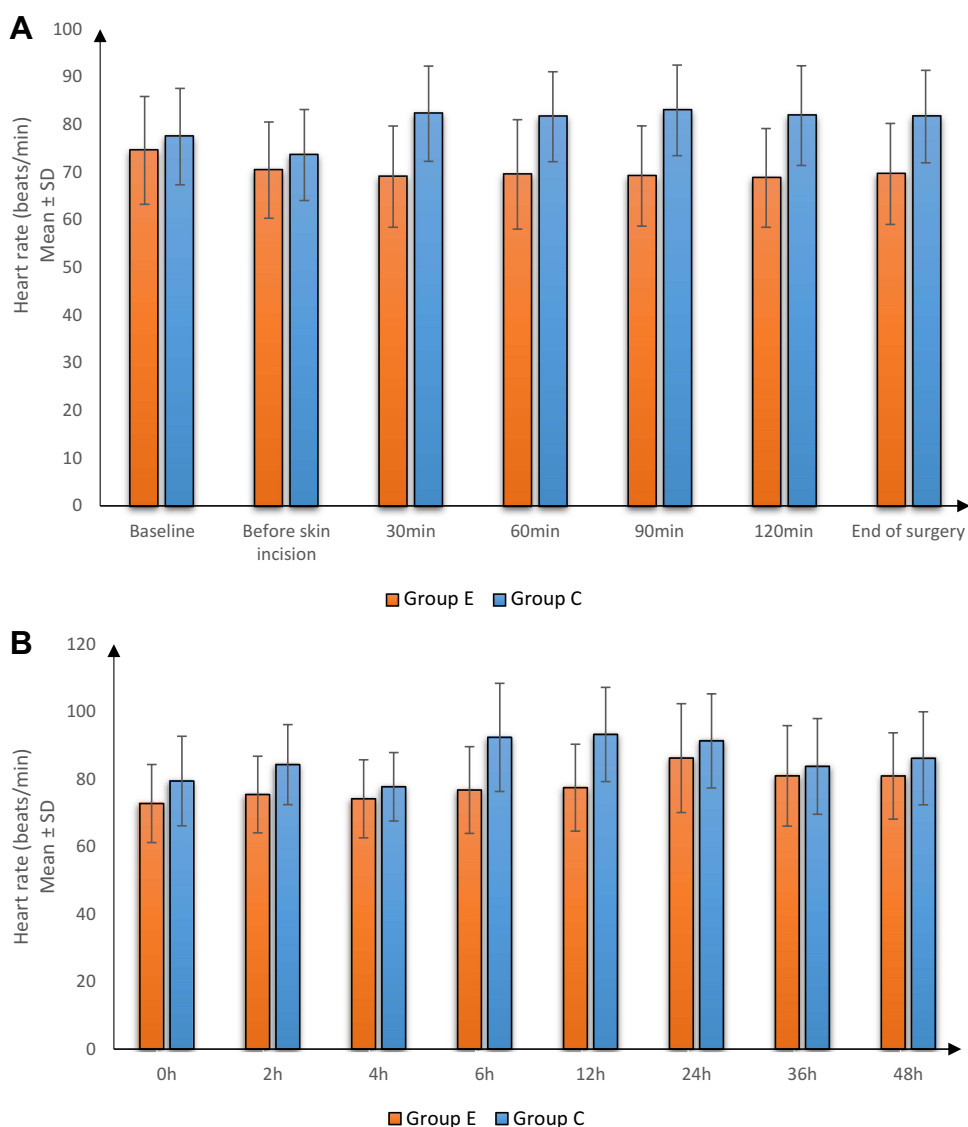 A
100
90
80
70
60
50
40
30
20
10
0
Heart rate (beats/min)
Mean ± SD
Baseline
Before skin
incision
30min
60min
90min
120min
End of surgery
Group E
Group C
B
120
100
80
60
40
20
0
Heart rate (beats/min)
Mean ± SD
0h
2h
4h
6h
12h
24h
36h
48h
Group E
Group C